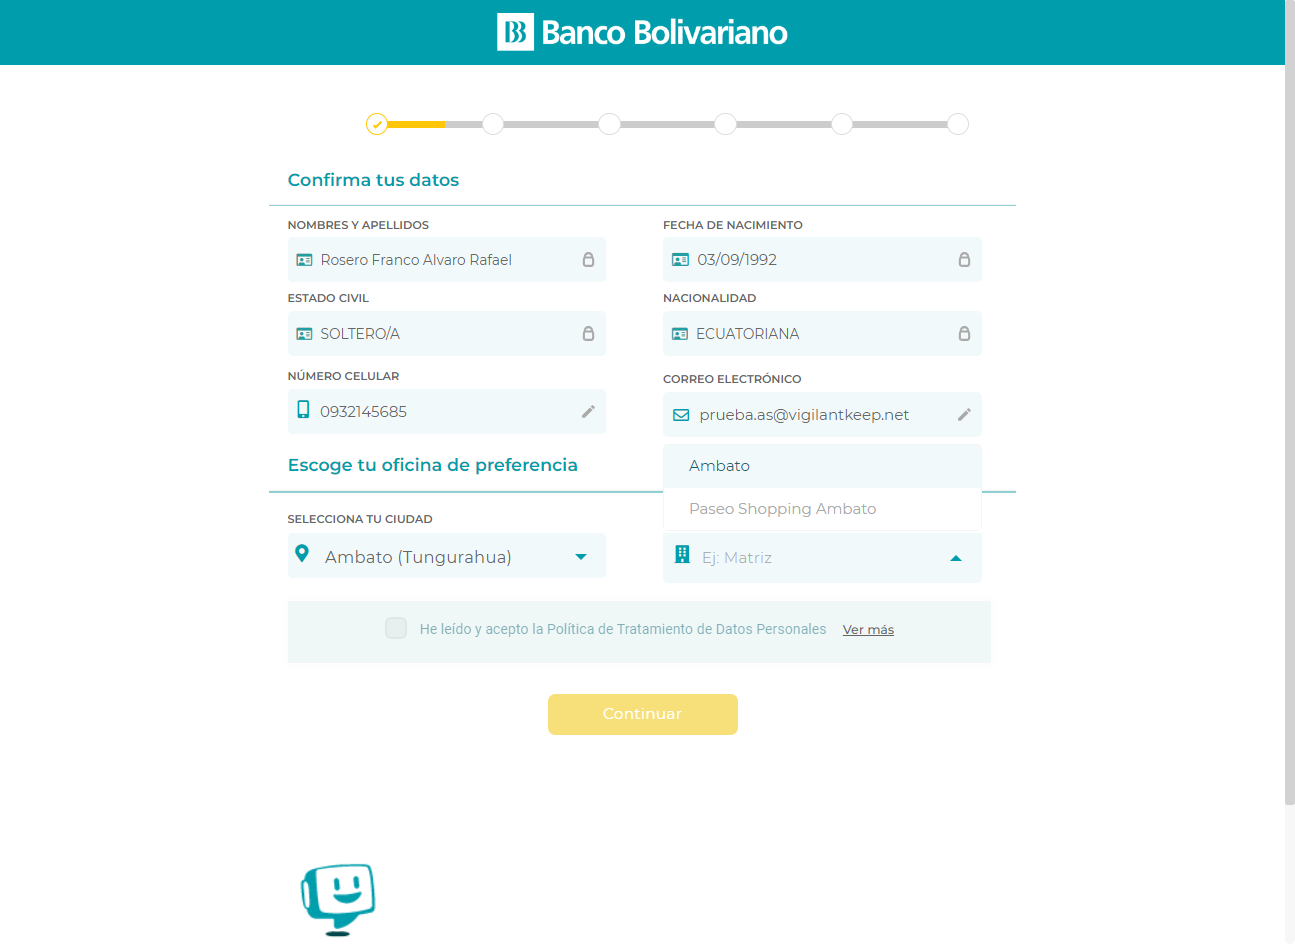 Banco Bolivariano
Confirma tus datos
NOMBRES Y APELLIDOS
Rosero Franco Alvaro Rafael
FECHA DE NACIMIENTO
03/09/1992
ESTADO CIVIL
SOLTERO/A
NACIONALIDAD
ECUATORIANA
NÚMERO CELULAR
0932145685
CORREO ELECTRÓNICO
prueba.as@vigilantkeep.net
Escoge tu oficina de preferencia
SELECCIONA TU CIUDAD
Ambato (Tungurahua)
Ambato
Paseo Shopping Ambato
Ej: Matriz
He leído y acepto la Política de Tratamiento de Datos Personales Ver más
Continuar